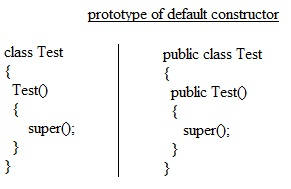 prototype of default constructor
class Test
{
Test()
{
super();
}
}
public class Test
{
public Test()
{
super();
}
}